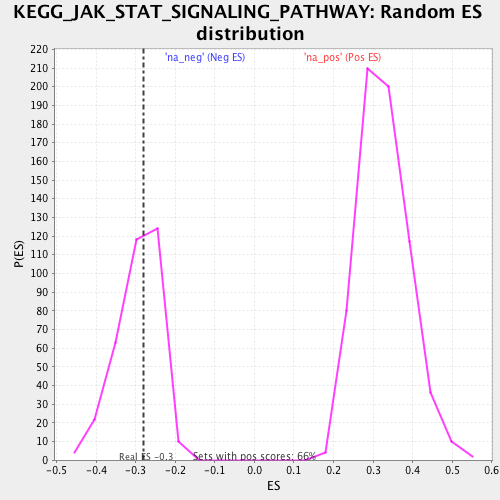 KEGG_JAK_STAT_SIGNALING_PATHWAY: Random ES
distribution
220
210
200
190
180
170
160
150
140
130
120
110
100
90
80
70
60
50
40
30
20
10
0
P(ES)
'na_neg' (Neg ES)
'na_pos' (Pos ES)
Real ES -0.3
Sets with pos scores: 66%
-0.5 -0.4 -0.3 -0.2 -0.1 0.0 0.1 0.2 0.3 0.4 0.5 0.6
ES